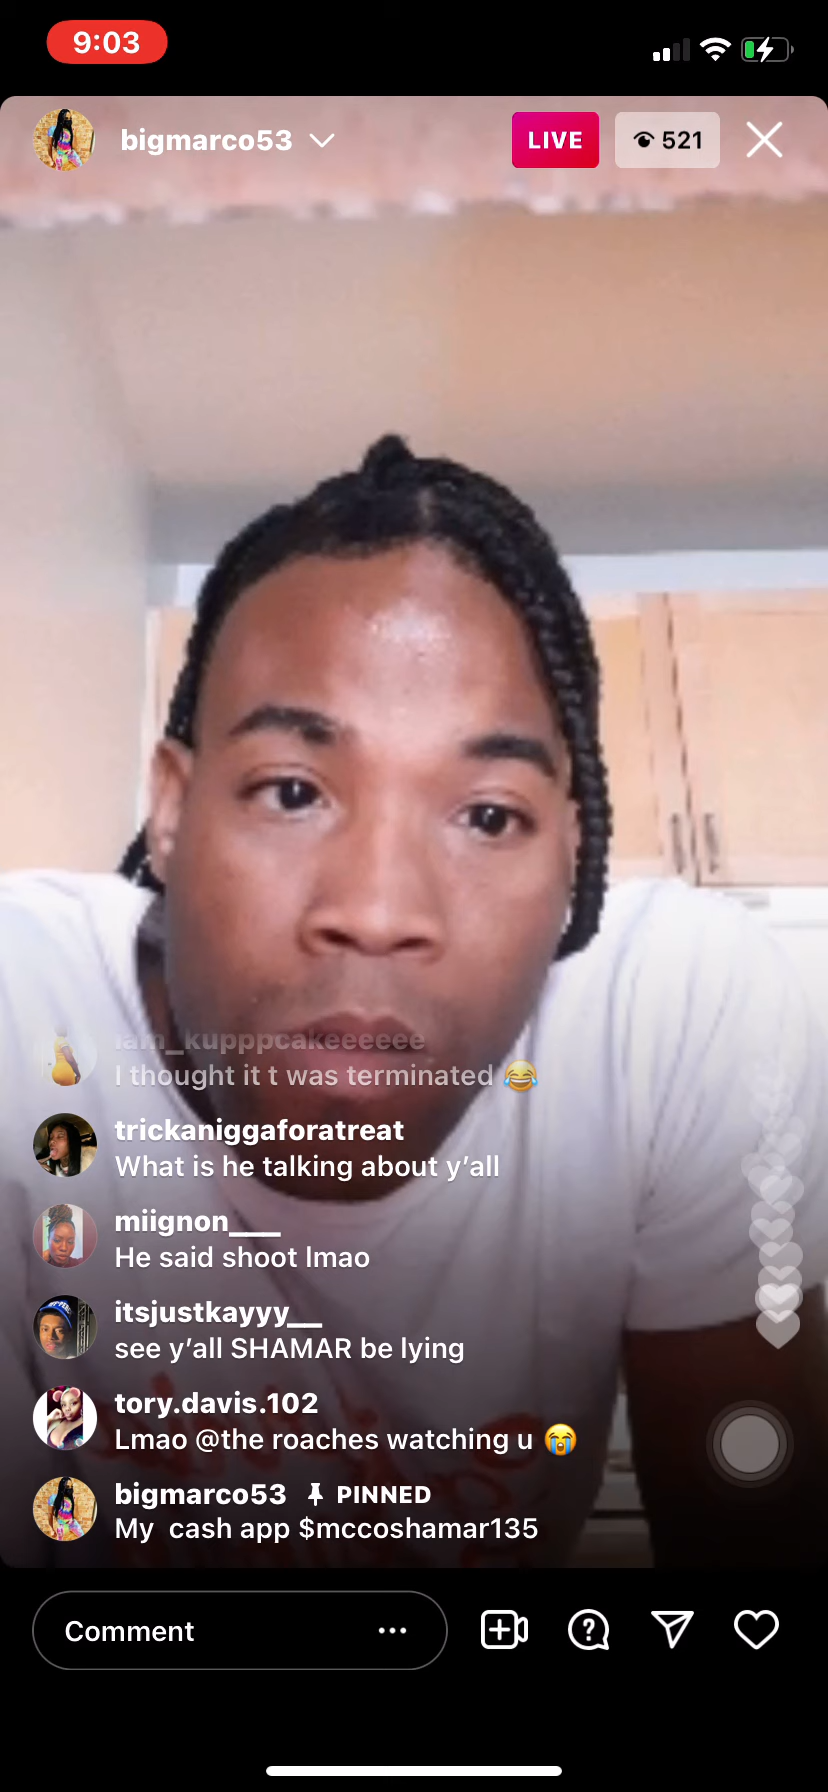 9:03
bigmarco53
LIVE
521
iam_kupppcakeeeeee
I thought it t was terminated 😂
trickaniggaforatreat
What is he talking about y’all
miignon___
He said shoot lmao
itsjustkayyy__
see y’all SHAMAR be lying
tory.davis.102
Lmao @the roaches watching u 😭
bigmarco53 PINNED
My cash app $mccoshamar135
Comment ...